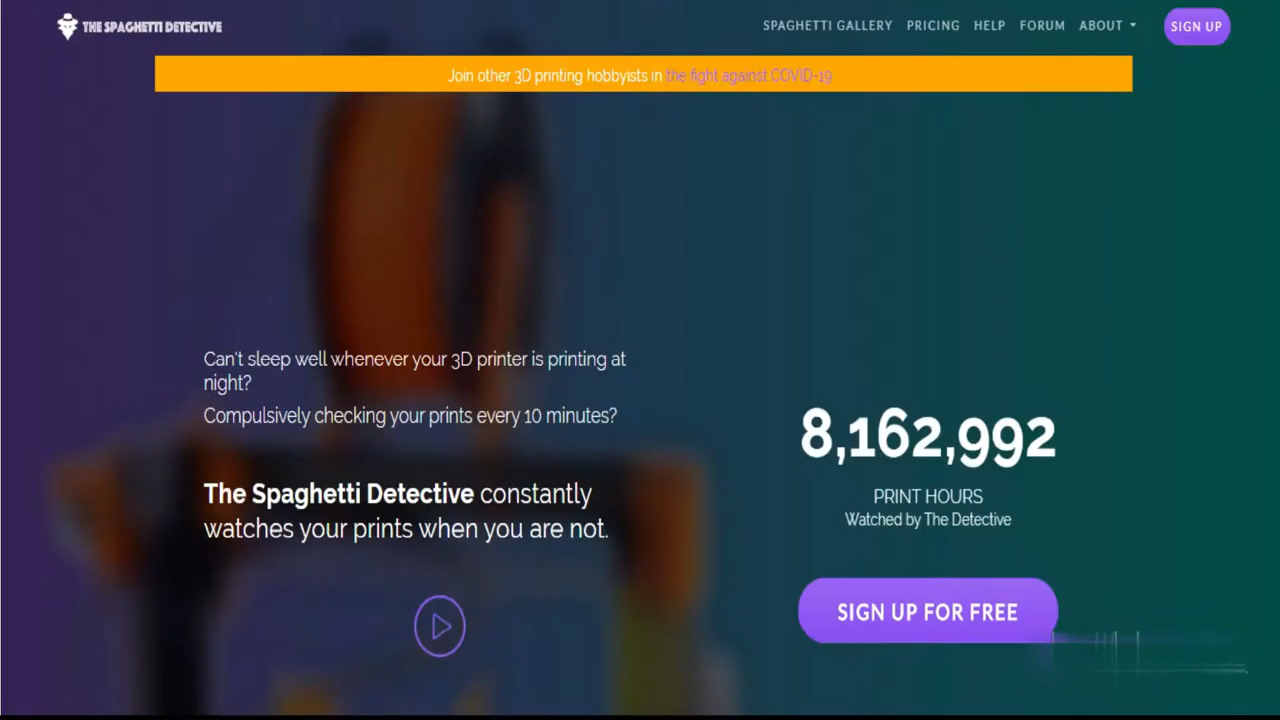 THE SPAGHETTI DETECTIVE
SPAGHETTI GALLERY PRICING HELP FORUM ABOUT SIGN UP
Join other 3D printing hobbyists in the fight against COVID-19
Can't sleep well whenever your 3D printer is printing at
night?
Compulsively checking your prints every 10 minutes?
The Spaghetti Detective constantly
watches your prints when you are not.
8,162,992
PRINT HOURS
Watched by The Detective
SIGN UP FOR FREE